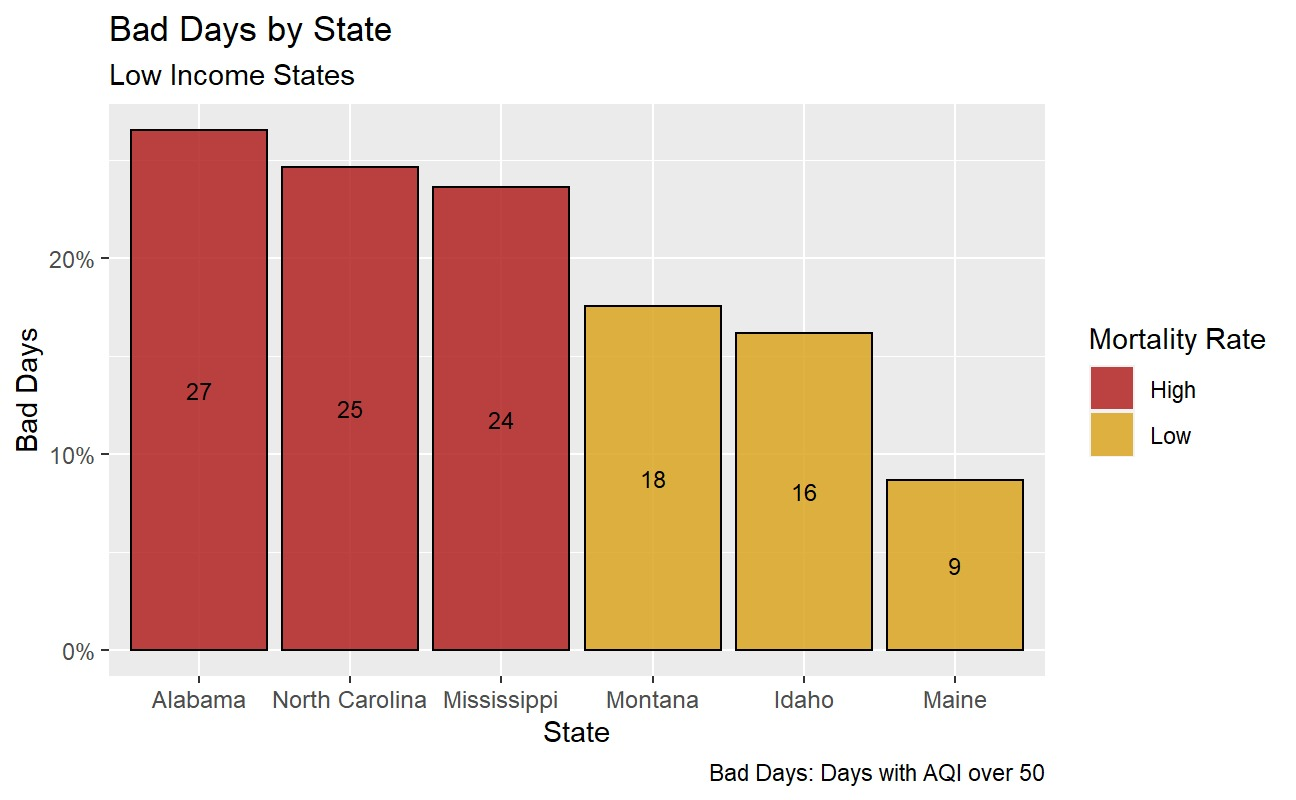 Bad Days by State
Low Income States
Bad Days
20%
10%
0%
27
25
24
18
16
9
Alabama
North Carolina
Mississippi
Montana
Idaho
Maine
State
Mortality Rate
High
Low
Bad Days: Days with AQI over 50